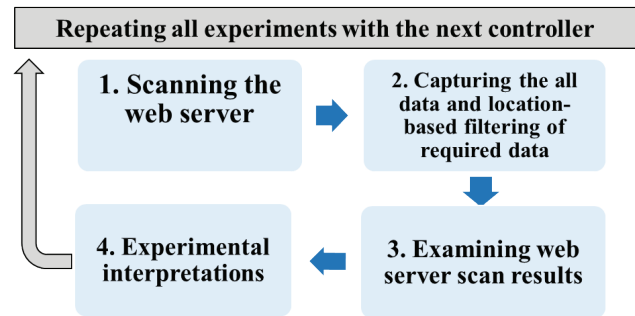 Repeating all experiments with the next controller
1. Scanning the
web server
2. Capturing the all
data and location-
based filtering of
required data
3. Examining web
server scan results
4. Experimental
interpretations